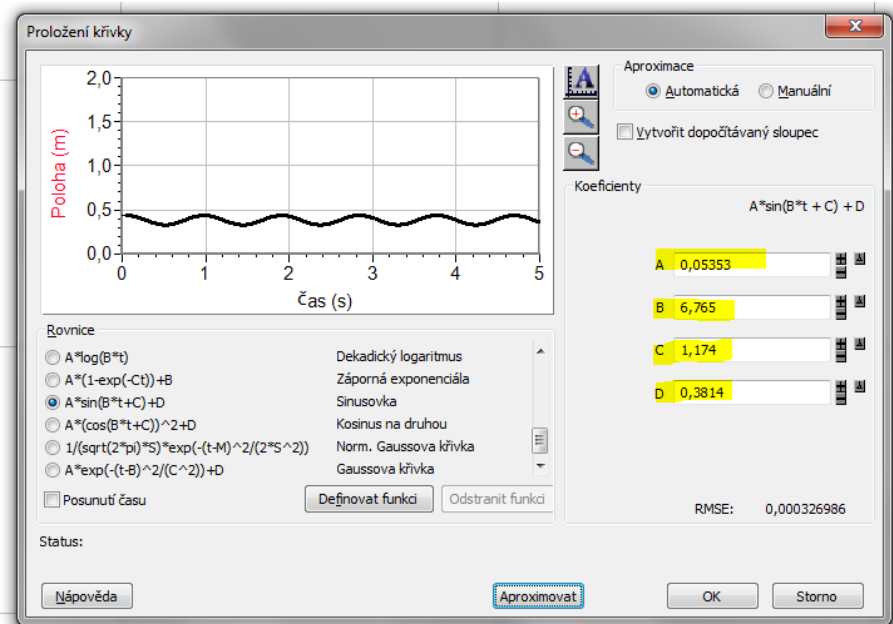 Proložení křivky
2,0
1,5
1,0
0,5
0,0
Poloha (m)
0 1 2 3 4 5
čas (s)
A
Aproximace
Automatická Manuální
Vytvořit dopočítávaný sloupec
Koeficienty
A*sin(B*t + C) + D
A 0,05353
B 6,765
C 1,174
D 0,3814
RMSE: 0,000326986
Rovnice
A*log(B*t) Dekadický logaritmus
A*(1-exp(-Ct))+B Záporná exponenciála
A*sin(B*t+C)+D Sinusovka
A*(cos(B*t+C))^2+D Kosinus na druhou
1/(sqrt(2*pi)*S)*exp(-(t-M)^2/(2*S^2)) Norm. Gaussova křivka
A*exp(-(t-B)^2/(C^2))+D Gaussova křivka
Posunutí času Definovat funkci Odstranit funkci
Status:
Nápověda Aproximovat OK Storno